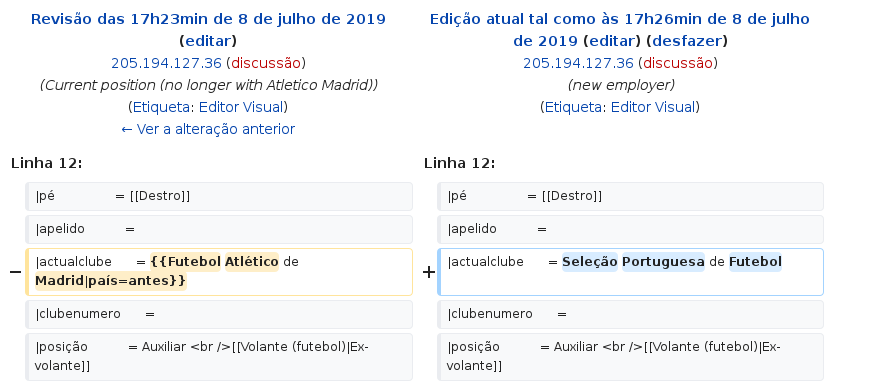 Revisão das 17h23min de 8 de julho de 2019
(editar)
205.194.127.36 (discussão)
(Current position (no longer with Atletico Madrid))
(Etiqueta: Editor Visual)
← Ver a alteração anterior
Edição atual tal como às 17h26min de 8 de julho
de 2019 (editar) (desfazer)
205.194.127.36 (discussão)
(new employer)
(Etiqueta: Editor Visual)
Linha 12:
Linha 12:
|pé = [[Destro]]
|pé = [[Destro]]
|apelido =
|apelido =
− |actualclube = {{Futebol Atlético de
Madrid|país=antes}}
+ |actualclube = Seleção Portuguesa de Futebol
|clubenumero =
|clubenumero =
|posição = Auxiliar <br />[[Volante (futebol)|Ex-
volante]]
|posição = Auxiliar <br />[[Volante (futebol)|Ex-
volante]]